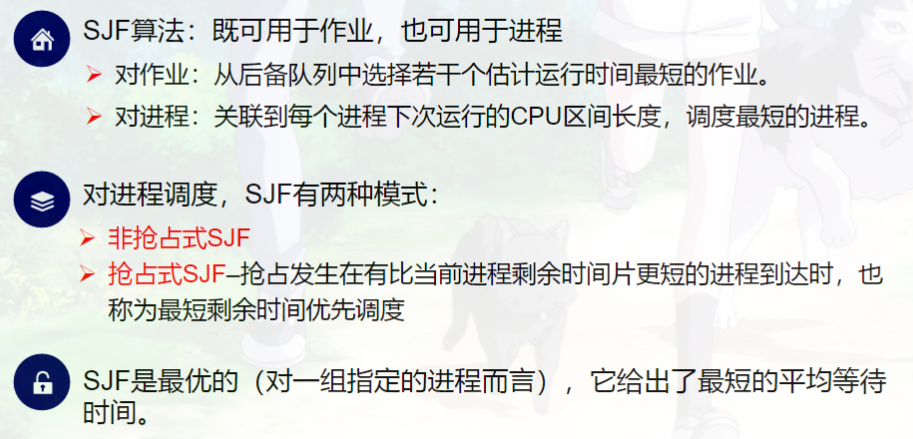 SJF算法：既可用于作业，也可用于进程
对作业：从后备队列中选择若干个估计运行时间最短的作业。
对进程：关联到每个进程下次运行的CPU区间长度，调度最短的进程。
对进程调度，SJF有两种模式：
非抢占式SJF
抢占式SJF–抢占发生在有比当前进程剩余时间片更短的进程到达时，也
称为最短剩余时间优先调度
SJF是最优的（对一组指定的进程而言），它给出了最短的平均等待
时间。